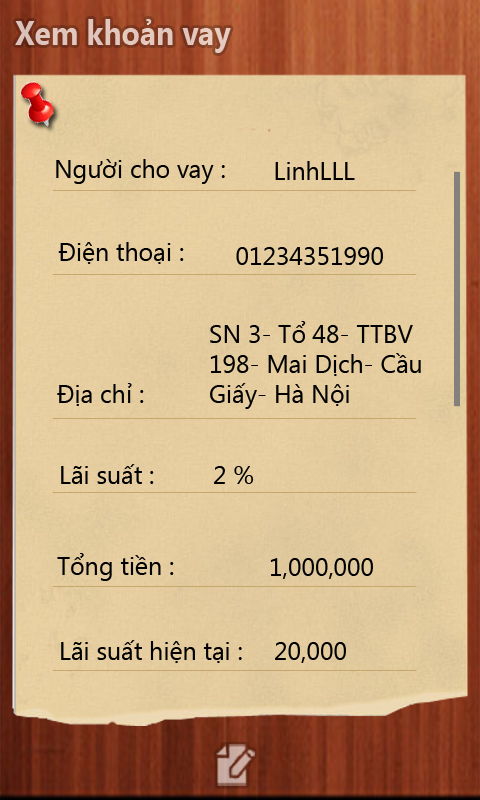 Xem khoản vay
Người cho vay : LinhLLL
Điện thoại : 01234351990
SN 3- Tổ 48- TTBV
198- Mai Dịch- Cầu
Địa chỉ : Giấy- Hà Nội
Lãi suất : 2 %
Tổng tiền : 1,000,000
Lãi suất hiện tại : 20,000